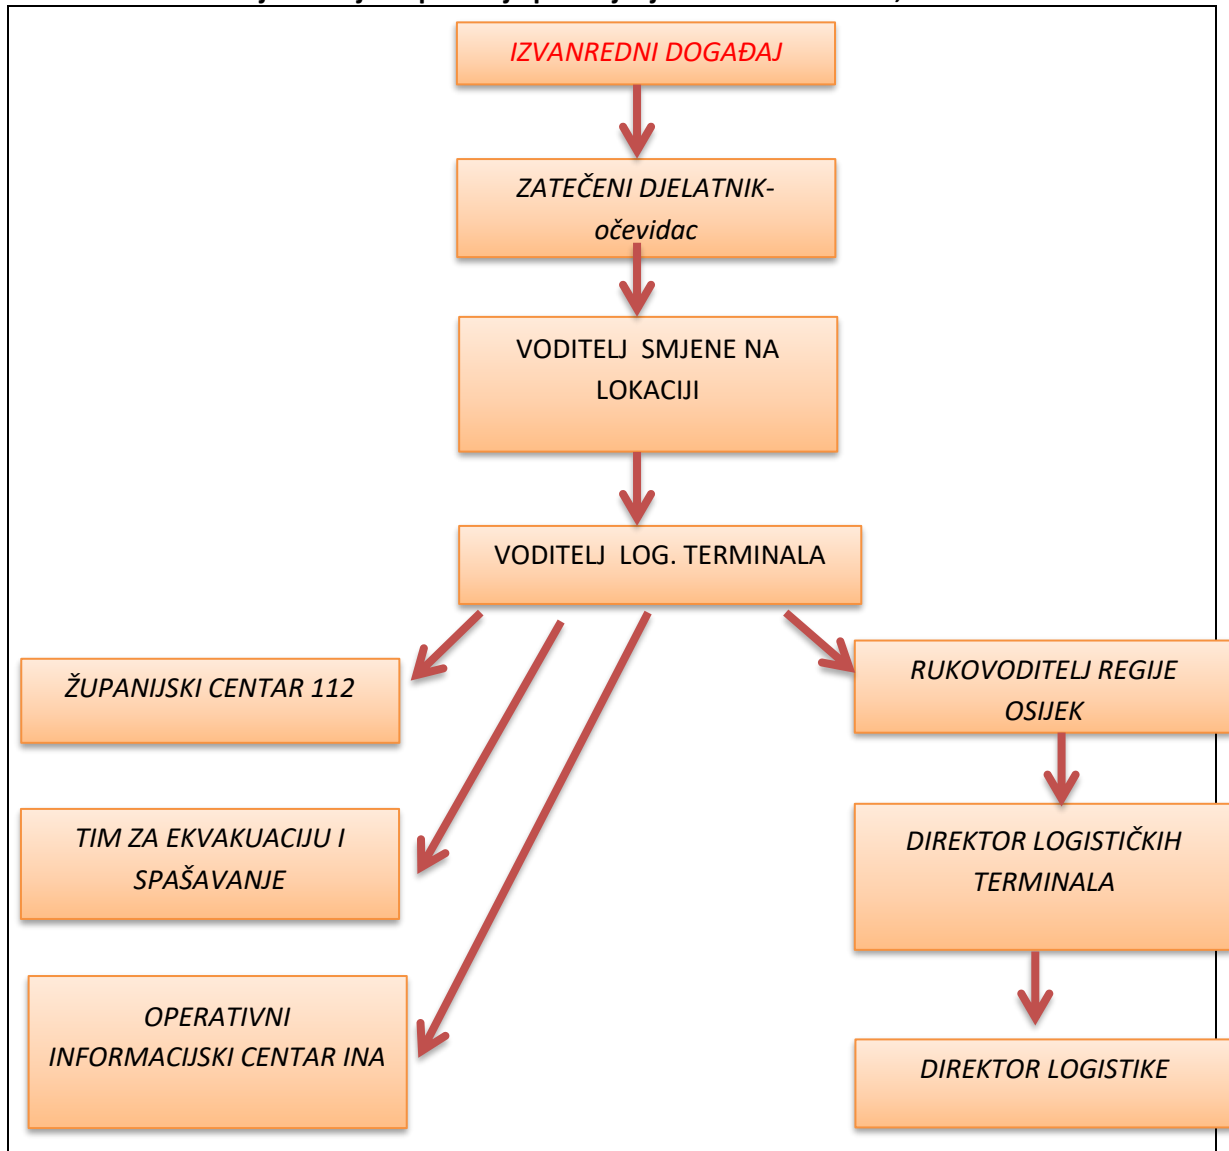 IZVANREDNI DOGAĐAJ
ZATEČENI DJELATNIK-
očevidac
VODITELJ SMJENE NA
LOKACIJI
VODITELJ LOG. TERMINALA
ŽUPANIJSKI CENTAR 112
RUKOVODITELJ REGIJE
OSIJEK
TIM ZA EKVAKUACIJU I
SPAŠAVANJE
DIREKTOR LOGISTIČKIH
TERMINALA
OPERATIVNI
INFORMACIJSKI CENTAR INA
DIREKTOR LOGISTIKE